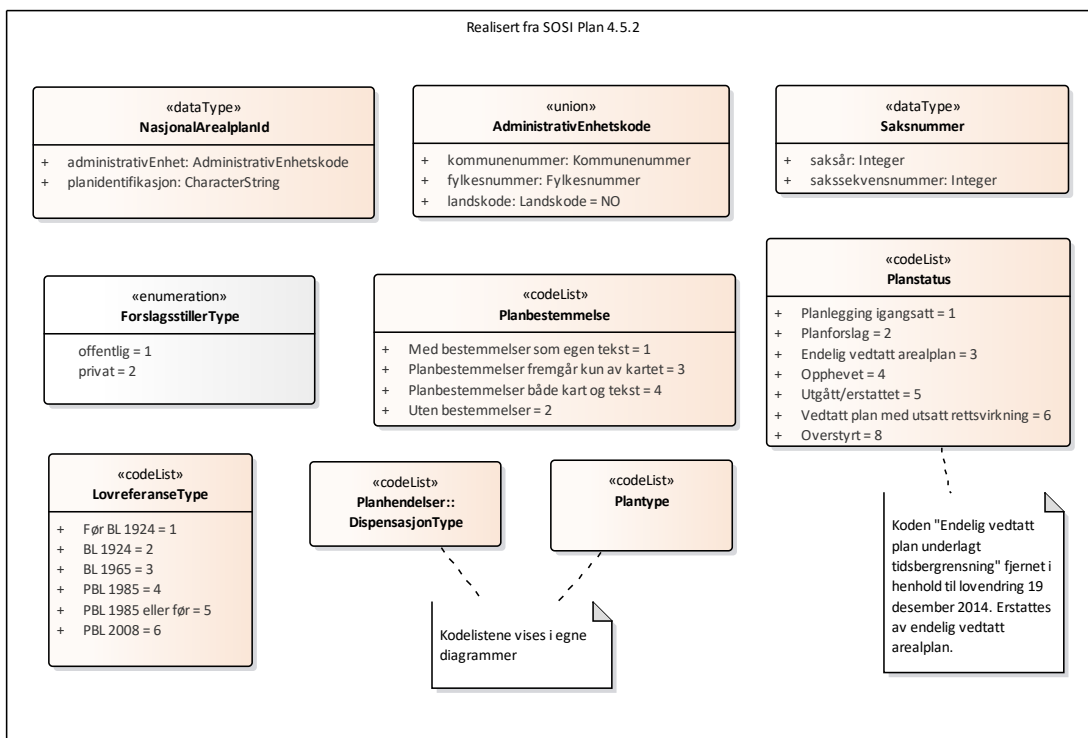 Realisert fra SOSI Plan 4.5.2
«dataType»
NasjonalArealplanId
+ administrativEnhet: AdministrativEnhetskode
+ planidentifikasjon: CharacterString
«union»
AdministrativEnhetskode
+ kommunenummer: Kommunenummer
+ fylkesnummer: Fylkesnummer
+ landskode: Landskode = NO
«dataType»
Saksnummer
+ saksår: Integer
+ sakssekvensnummer: Integer
«enumeration»
ForslagsstillerType
offentlig = 1
privat = 2
«codeList»
Planbestemmelse
+ Med bestemmelser som egen tekst = 1
+ Planbestemmelser fremgår kun av kartet = 3
+ Planbestemmelser både kart og tekst = 4
+ Uten bestemmelser = 2
«codeList»
Planstatus
+ Planlegging igangsatt = 1
+ Planforslag = 2
+ Endelig vedtatt arealplan = 3
+ Opphevet = 4
+ Utgått/erstattet = 5
+ Vedtatt plan med utsatt rettsvirkning = 6
+ Overstyrt = 8
«codeList»
LovreferanseType
+ Før BL 1924 = 1
+ BL 1924 = 2
+ BL 1965 = 3
+ PBL 1985 = 4
+ PBL 1985 eller før = 5
+ PBL 2008 = 6
«codeList»
Planhendelser::
DispensasjonType
«codeList»
Plantype
Kodelistene vises i egne
diagrammer
Koden "Endelig vedtatt
plan underlagt
tidsbergrensning" fjernet i
henhold til lovendring 19
desember 2014. Erstattes
av endelig vedtatt
arealplan.